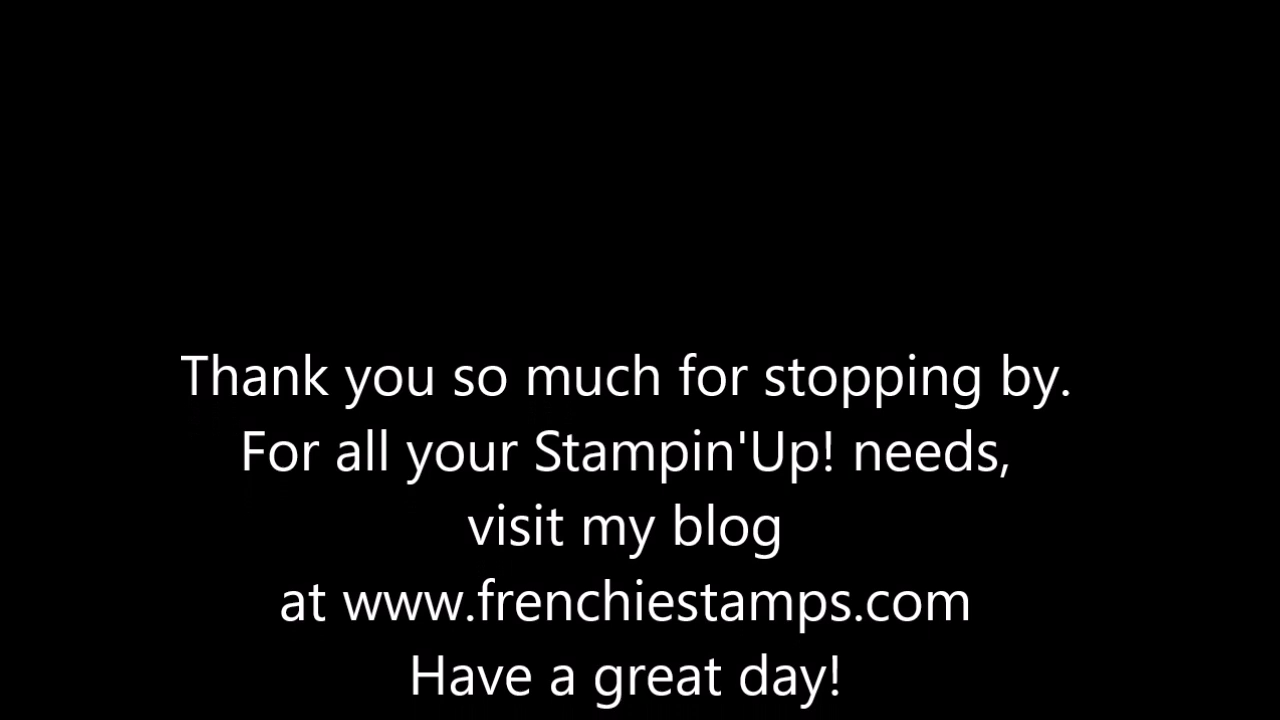 Thank you so much for stopping by.
For all your Stampin'Up! needs,
visit my blog
at www.frenchiestamps.com
Have a great day!